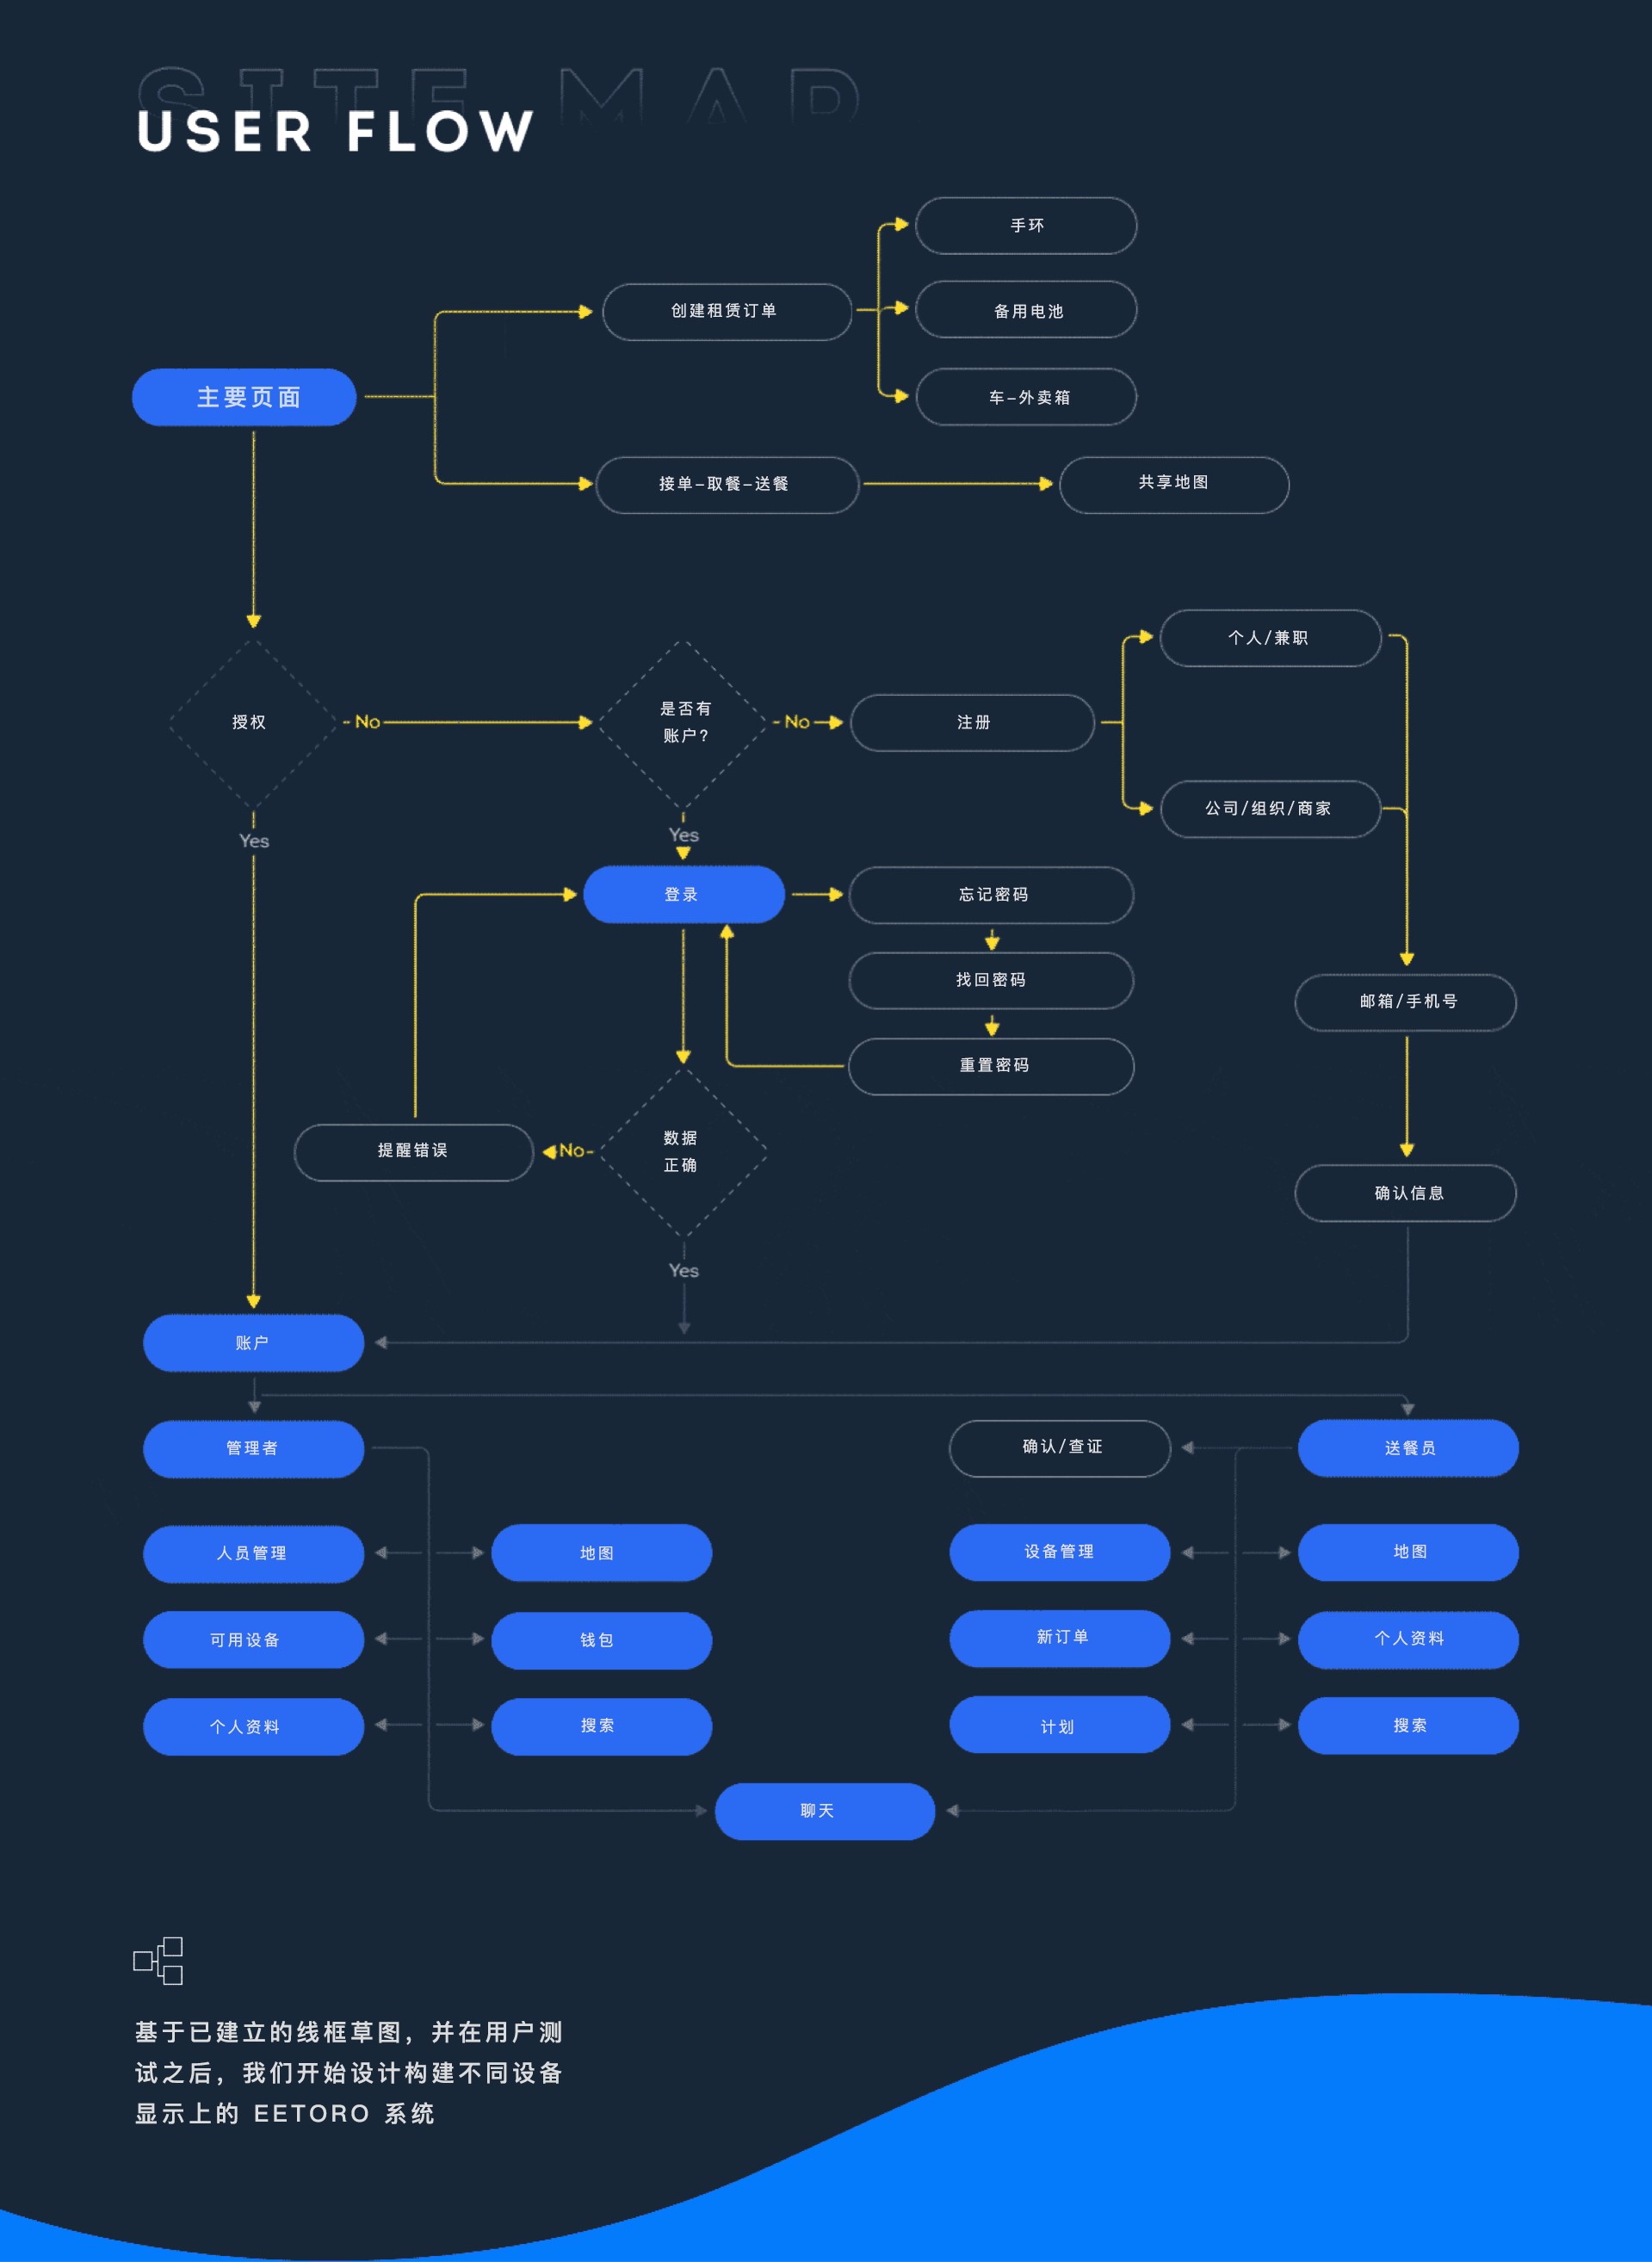 SITE MAP
USER FLOW
手环
创建租赁订单
备用电池
主要页面
车-外卖箱
接单-取餐-送餐
共享地图
个人/兼职
授权
No
是否有
账户?
No
注册
公司/组织/商家
Yes
Yes
登录
忘记密码
找回密码
邮箱/手机号
重置密码
提醒错误
No
数据
正确
确认信息
Yes
账户
管理者
确认/查证
送餐员
人员管理
地图
设备管理
地图
可用设备
钱包
新订单
个人资料
个人资料
搜索
计划
搜索
聊天
基于已建立的线框草图，并在用户测
试之后，我们开始设计构建不同设备
显示上的 EETORO 系统